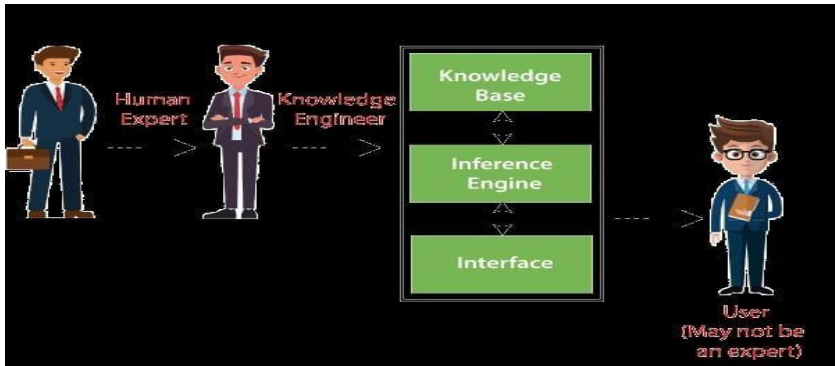 Human
Expert
Knowledge
Engineer
Knowledge
Base
Inference
Engine
Interface
User
(May not be
an expert)